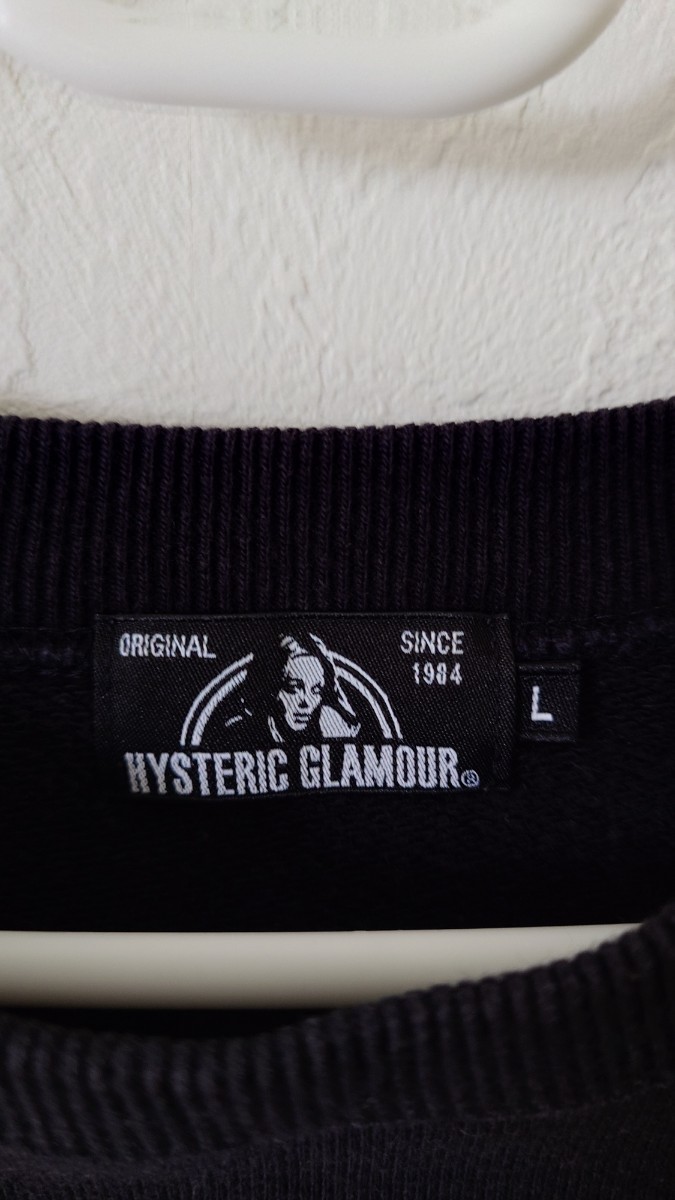 ORIGINAL
SINCE
1984
L
HYSTERIC GLAMOUR®